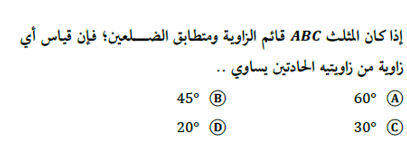 إذا كان المثلث ABC قائم الزاوية ومتطابق الضلعين؛ فإن قياس أي
زاوية من زاويتيه الحادتين يساوي ..
60° Ⓐ 45° Ⓑ
30° Ⓒ 20° Ⓓ